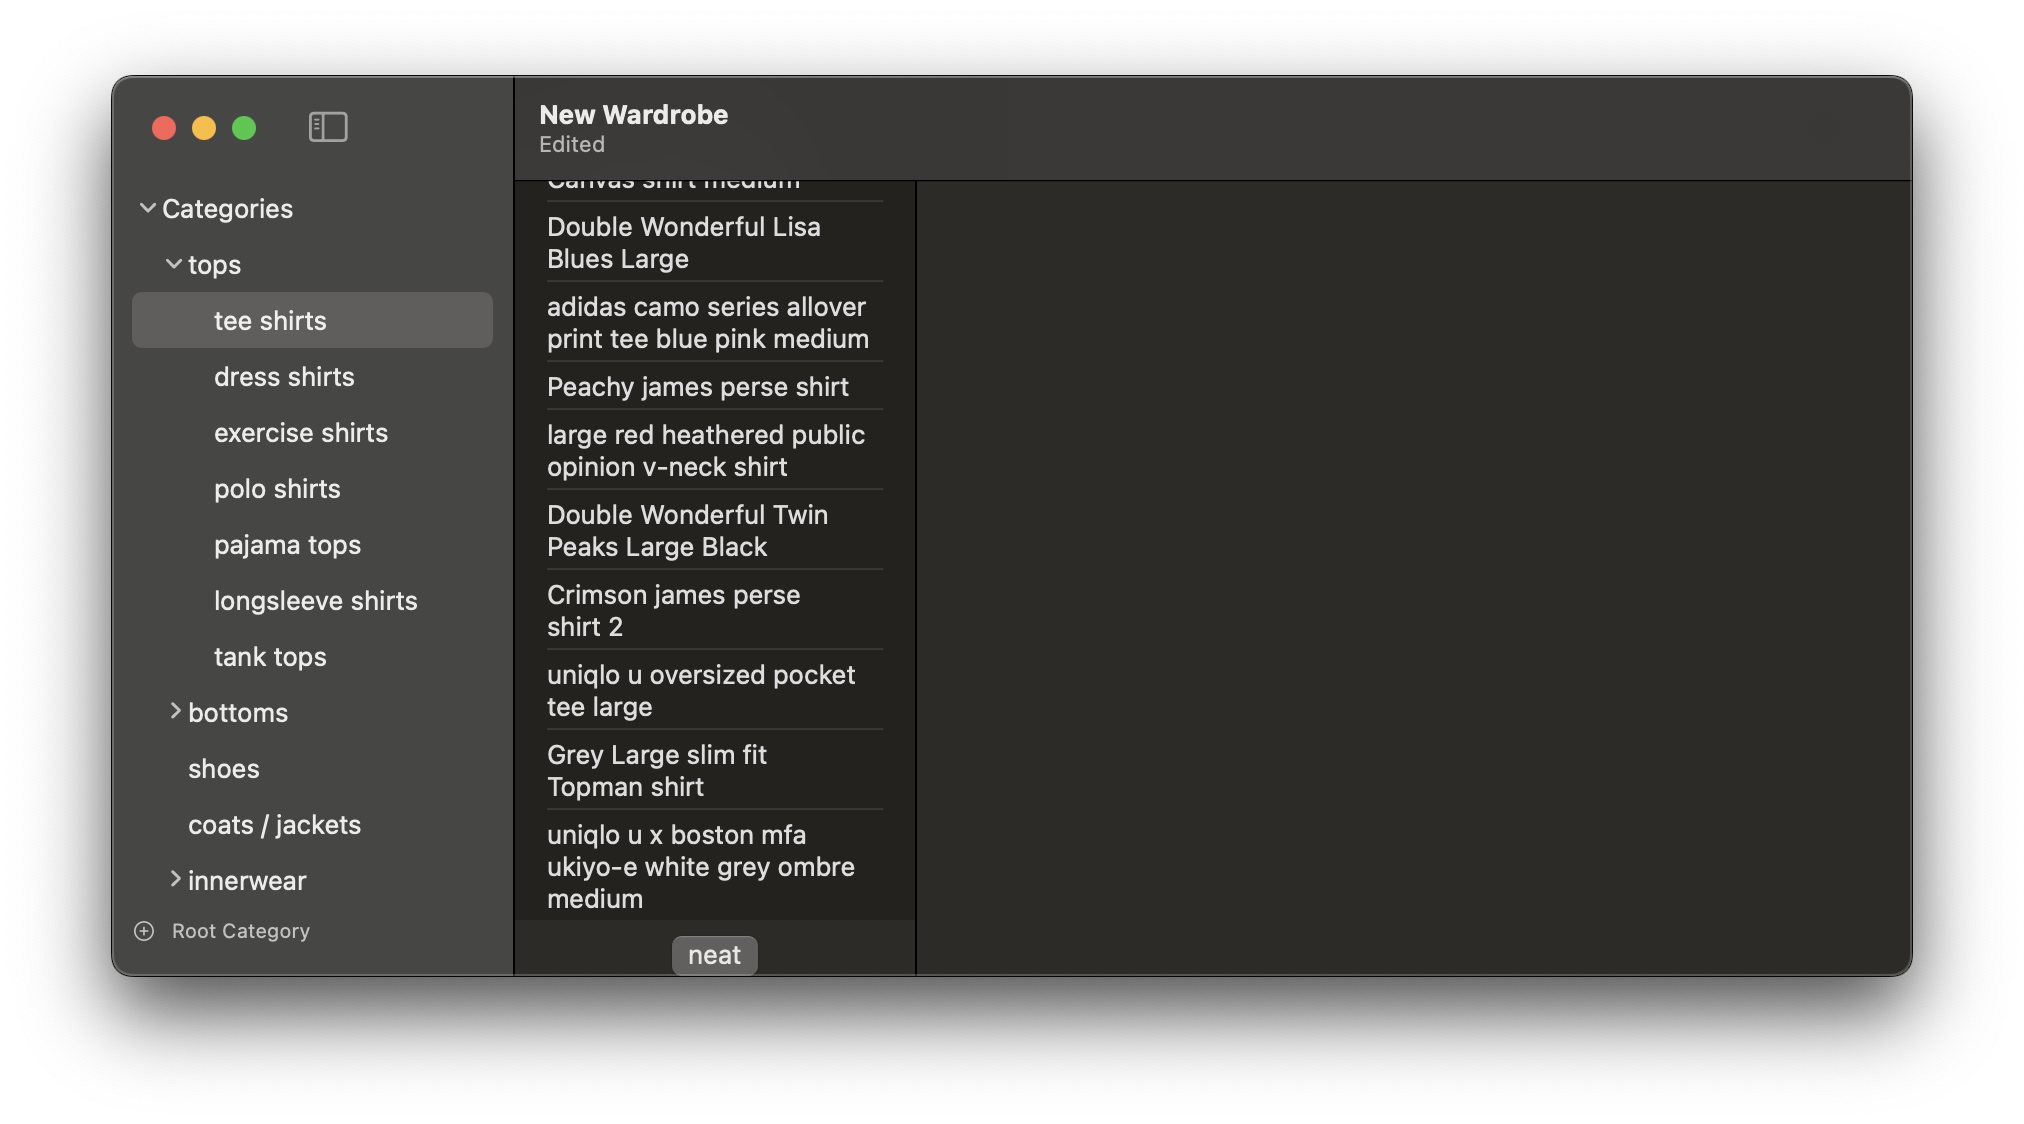 New Wardrobe
Edited
Categories
tops
tee shirts
dress shirts
exercise shirts
polo shirts
pajama tops
longsleeve shirts
tank tops
bottoms
shoes
coats / jackets
innerwear
Root Category
Canvas shirt medium
Double Wonderful Lisa
Blues Large
adidas camo series allover
print tee blue pink medium
Peachy james perse shirt
large red heathered public
opinion v-neck shirt
Double Wonderful Twin
Peaks Large Black
Crimson james perse
shirt 2
uniqlo u oversized pocket
tee large
Grey Large slim fit
Topman shirt
uniqlo u x boston mfa
ukiyo-e white grey ombre
medium
neat